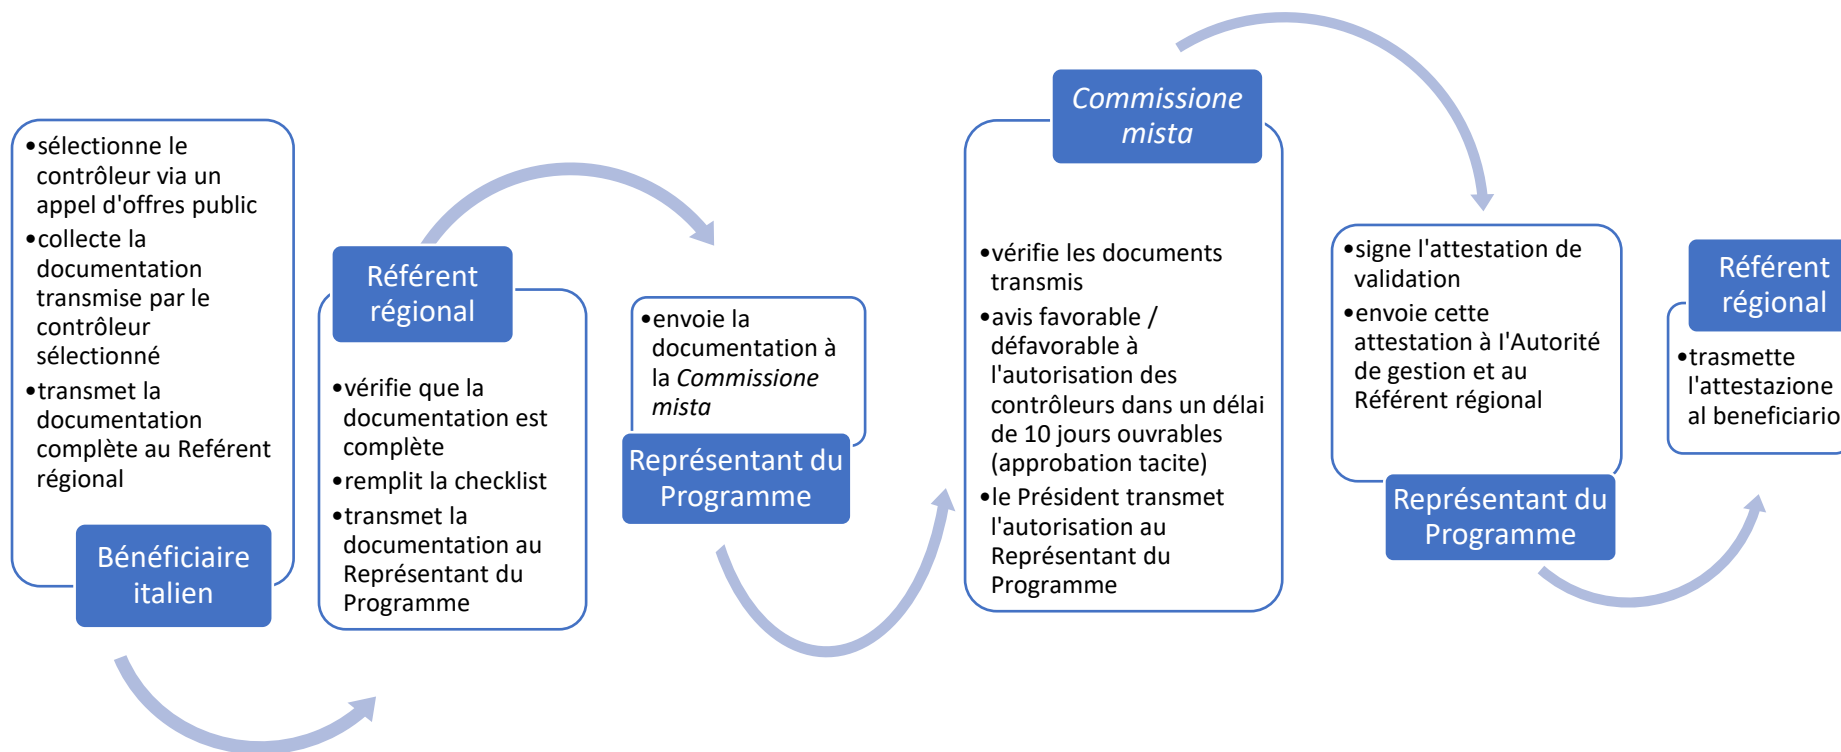 •sélectionne le
contrôleur via un
appel d'offres public
•collecte la
documentation
transmise par le
contrôleur
sélectionné
•transmet la
documentation
complète au Reférent
régional
Bénéficiaire
italien
Référent
régional
•vérifie que la
documentation est
complète
•remplit la checklist
•transmet la
documentation au
Représentant du
Programme
•envoie la
documentation à
la Commissione
mista
Représentant du
Programme
Commissione
mista
•vérifie les documents
transmis
•avis favorable /
défavorable à
l'autorisation des
contrôleurs dans un délai
de 10 jours ouvrables
(approbation tacite)
•le Président transmet
l'autorisation au
Représentant du
Programme
•signe l'attestation de
validation
•envoie cette
attestation à l'Autorité
de gestion et au
Référent régional
Représentant du
Programme
Référent
régional
•trasmette
l'attestazione
al beneficiario